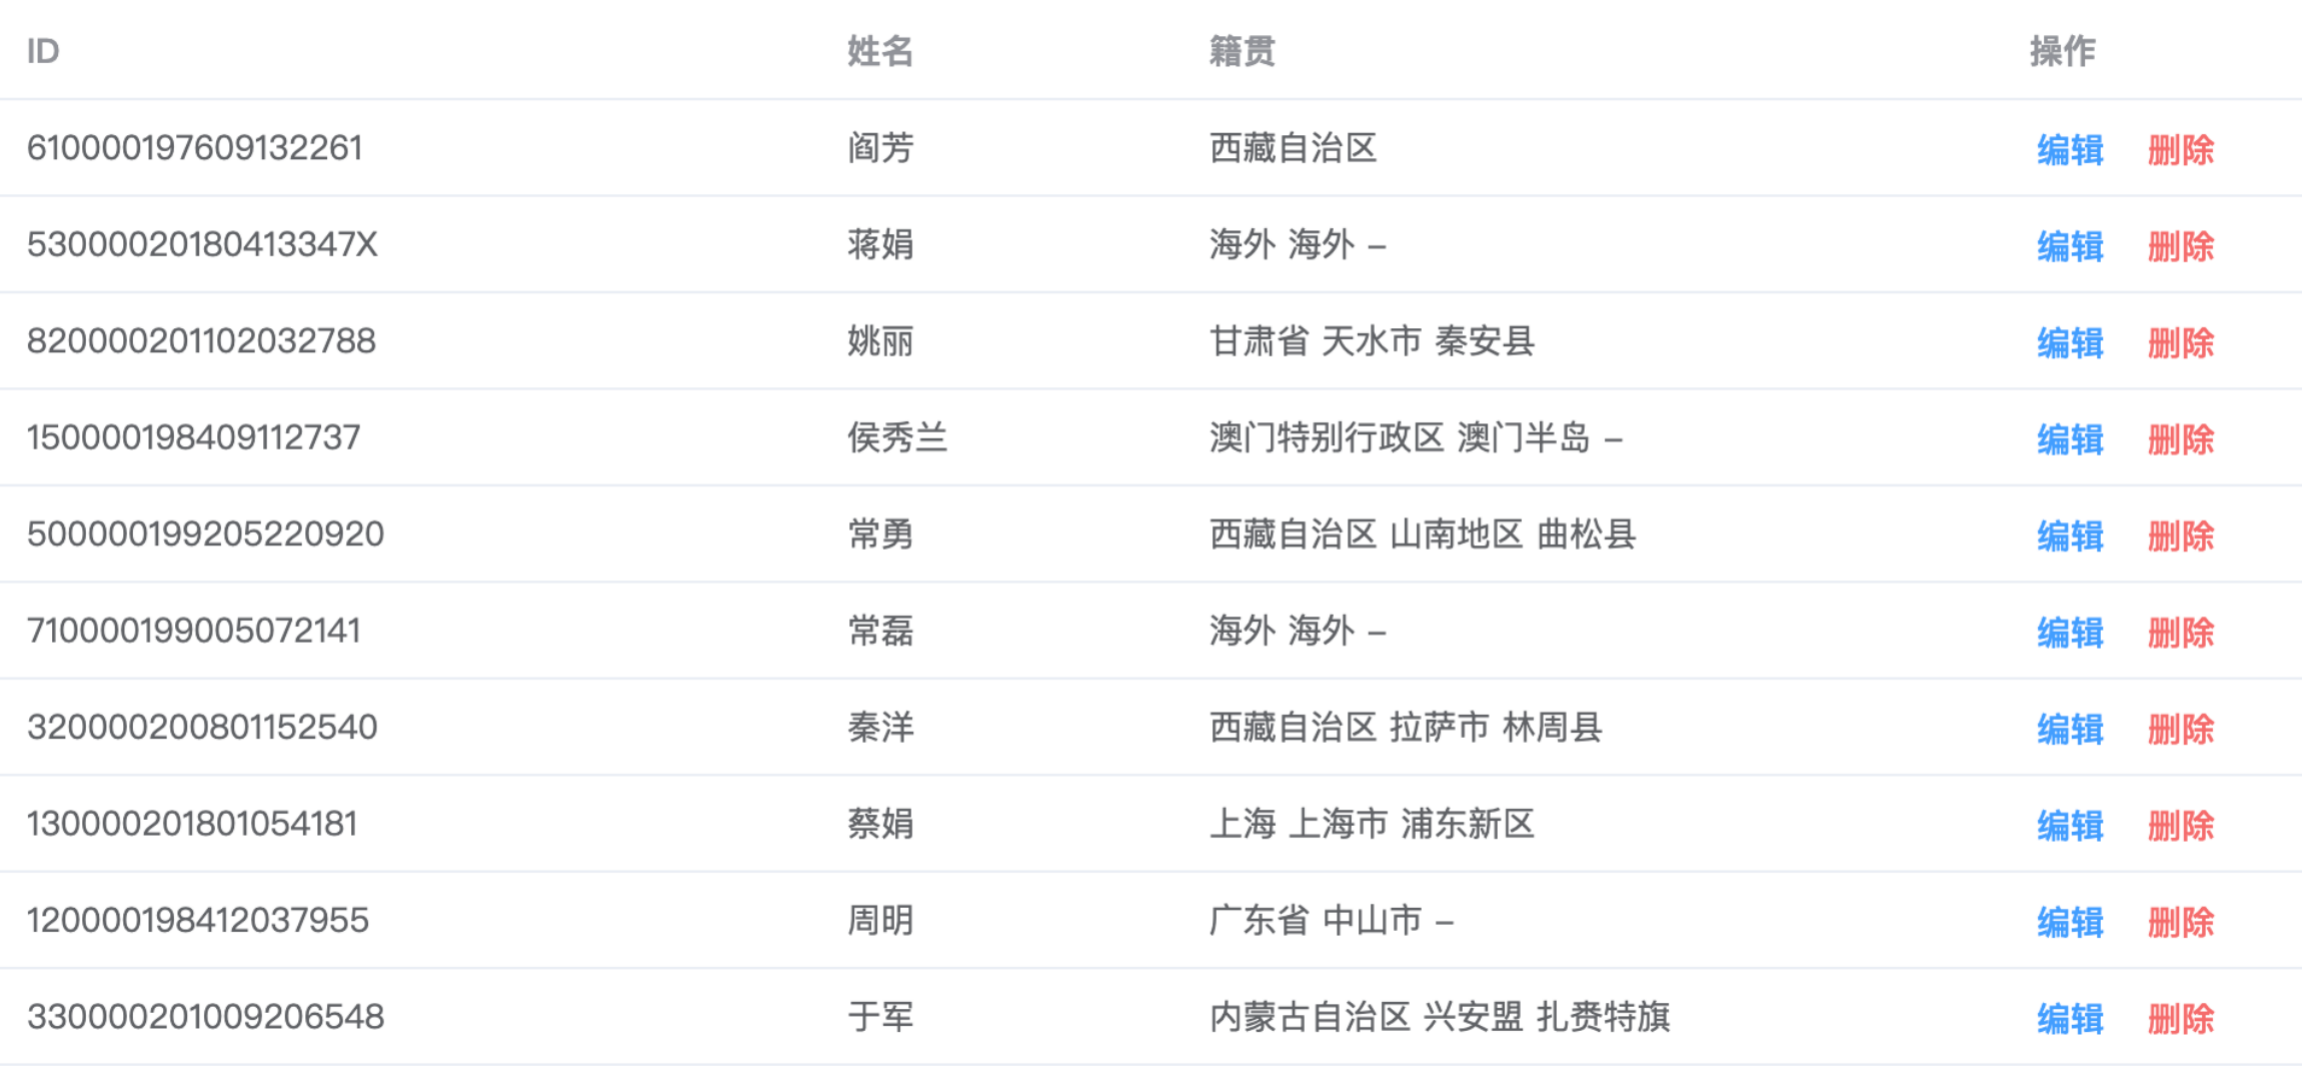 ID 姓名 籍贯 操作
610000197609132261 阎芳 西藏自治区 编辑 删除
53000020180413347X 蒋娟 海外 海外 – 编辑 删除
820000201102032788 姚丽 甘肃省 天水市 秦安县 编辑 删除
150000198409112737 侯秀兰 澳门特别行政区 澳门半岛 – 编辑 删除
500000199205220920 常勇 西藏自治区 山南地区 曲松县 编辑 删除
710000199005072141 常磊 海外 海外 – 编辑 删除
320000200801152540 秦洋 西藏自治区 拉萨市 林周县 编辑 删除
130000201801054181 蔡娟 上海 上海市 浦东新区 编辑 删除
120000198412037955 周明 广东省 中山市 – 编辑 删除
330000201009206548 于军 内蒙古自治区 兴安盟 扎赉特旗 编辑 删除